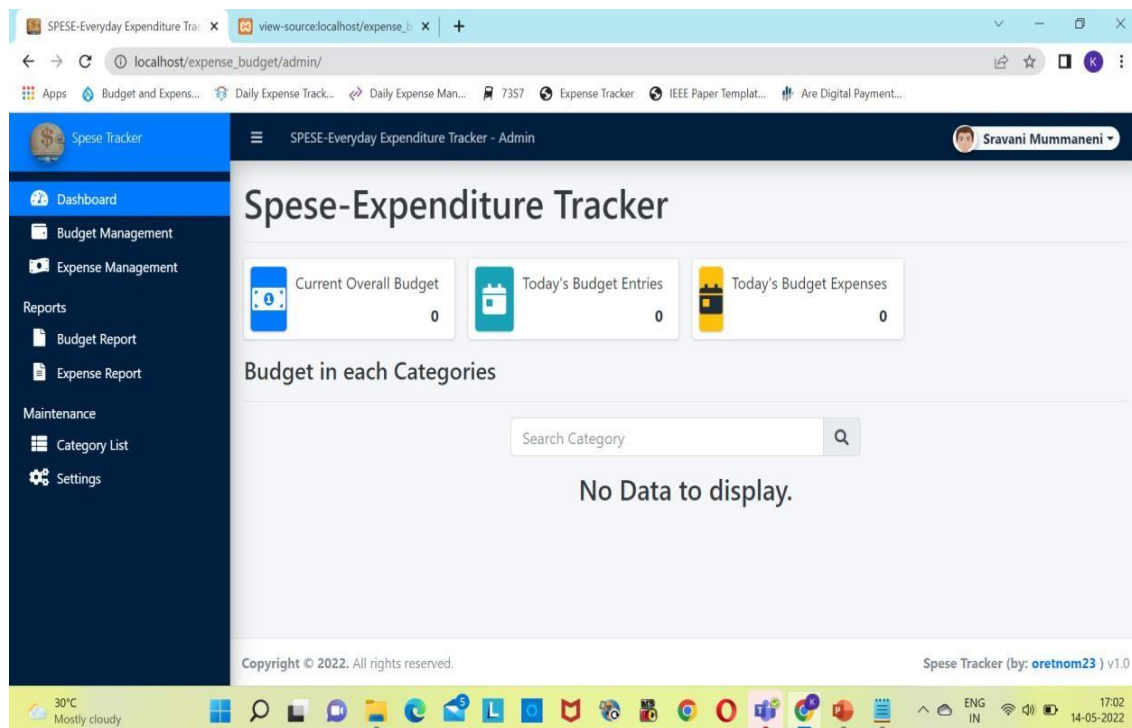 SPESE-Everyday Expenditure Trac
view-source:localhost/expense_b
localhost/expense_budget/admin/
K
Apps Budget and Expens... Daily Expense Track... Daily Expense Man... 7357 Expense Tracker IEEE Paper Templat... Are Digital Payment...
Spese Tracker
SPESE-Everyday Expenditure Tracker - Admin
Sravani Mummaneni
Dashboard
Budget Management
Expense Management
Reports
Budget Report
Expense Report
Maintenance
Category List
Settings
Spese-Expenditure Tracker
Current Overall Budget
0
Today's Budget Entries
0
Today's Budget Expenses
0
Budget in each Categories
Search Category
No Data to display.
Copyright © 2022. All rights reserved.
Spese Tracker (by: oretnom23 ) v1.0
30°C
Mostly cloudy
ENG
IN
17:02
14-05-2022